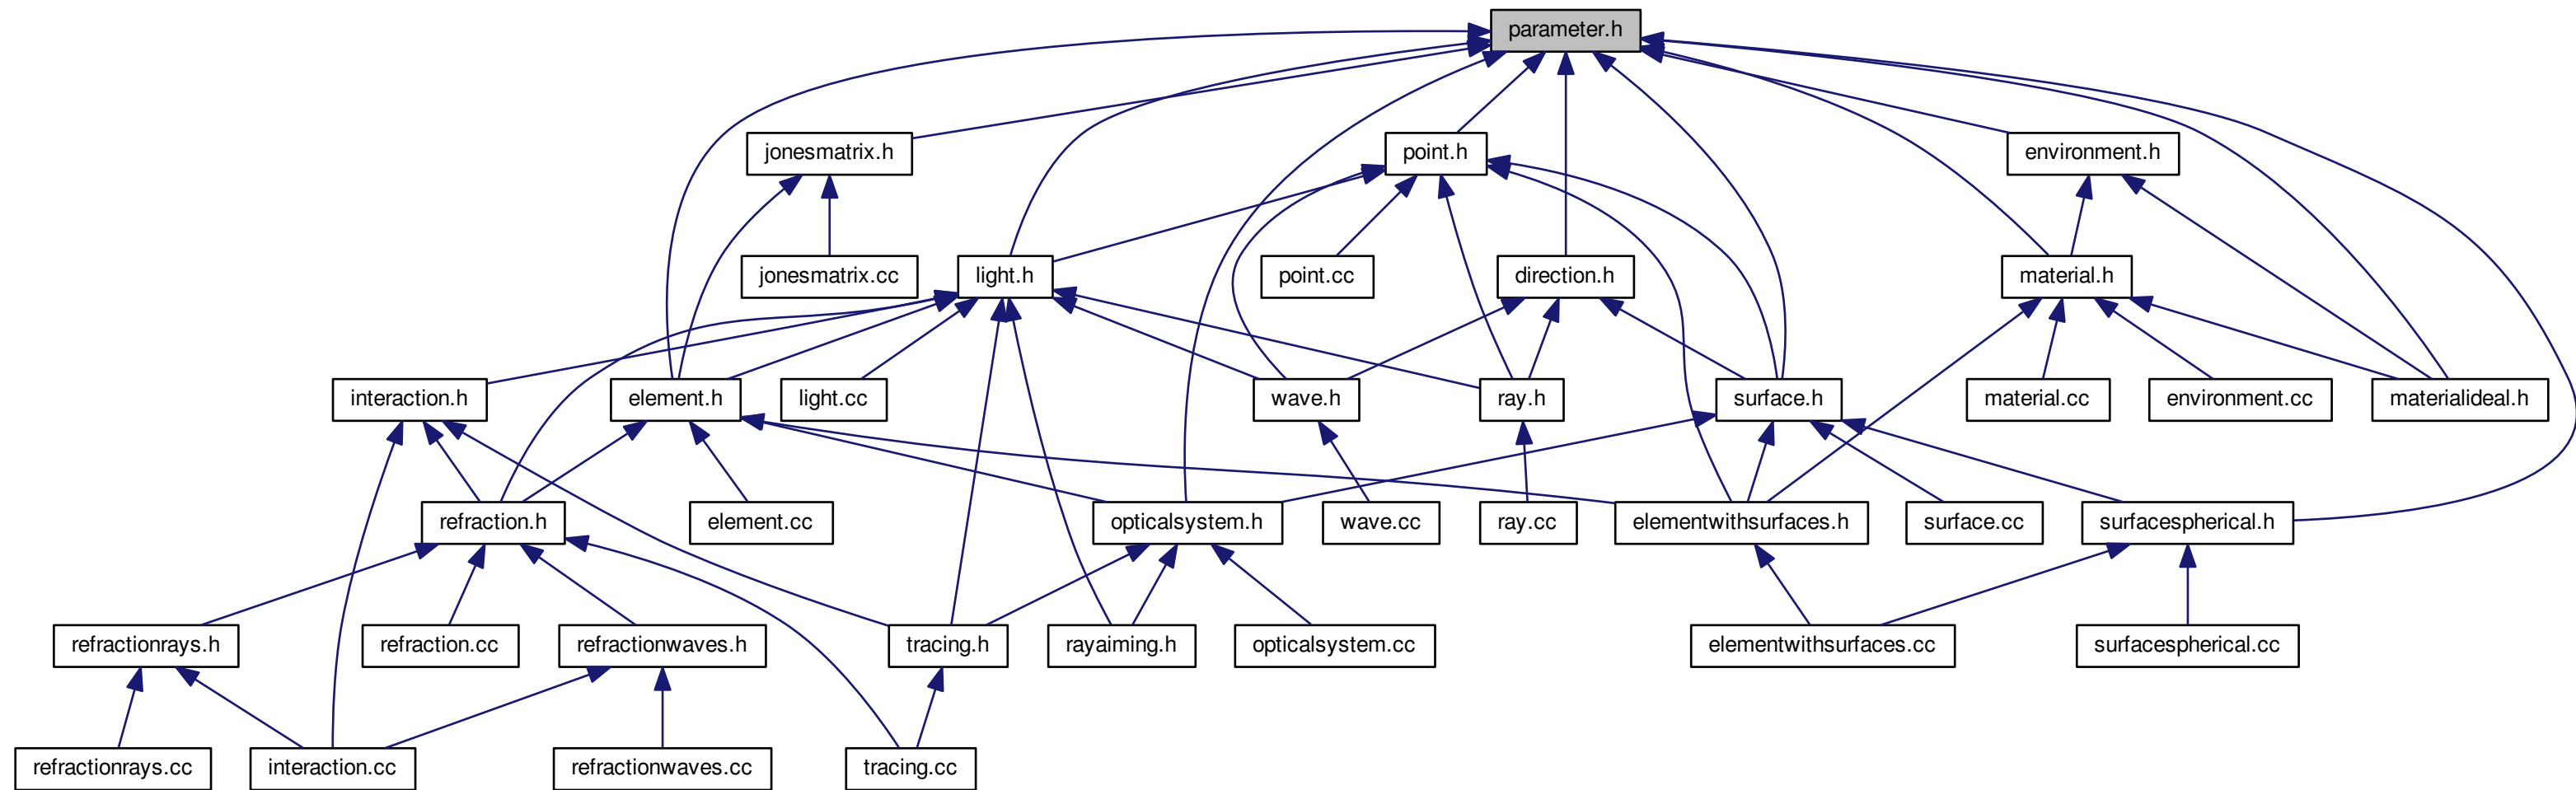 parameter.h
jonesmatrix.h
point.h
environment.h
jonesmatrix.cc
light.h
point.cc
direction.h
material.h
interaction.h
element.h
light.cc
wave.h
ray.h
surface.h
material.cc
environment.cc
materialideal.h
refraction.h
element.cc
opticalsystem.h
wave.cc
ray.cc
elementwithsurfaces.h
surface.cc
surfacespherical.h
refractionrays.h
refraction.cc
refractionwaves.h
tracing.h
rayaiming.h
opticalsystem.cc
elementwithsurfaces.cc
surfacespherical.cc
refractionrays.cc
interaction.cc
refractionwaves.cc
tracing.cc